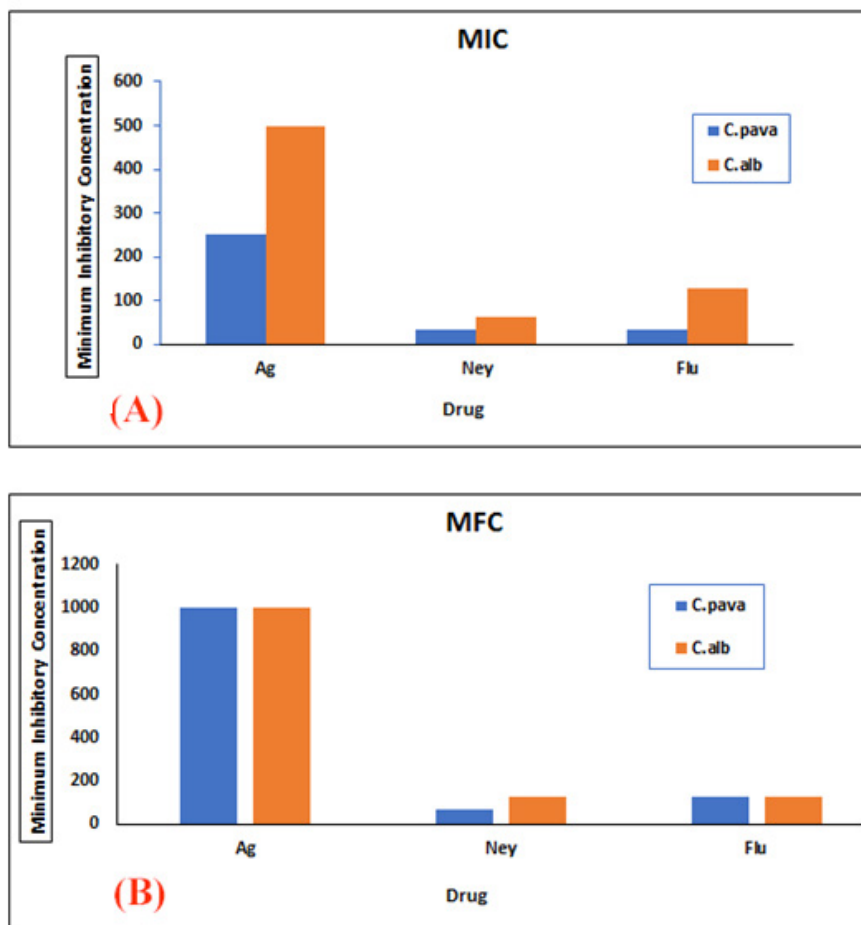 MIC
Minimum Inhibitory Concentration
600
500
400
300
200
100
0
C.pava
C.alb
Ag Ney Flu
Drug
(A)
MFC
Minimum Inhibitory Concentration
1200
1000
800
600
400
200
0
C.pava
C.alb
Ag Ney Flu
Drug
(B)